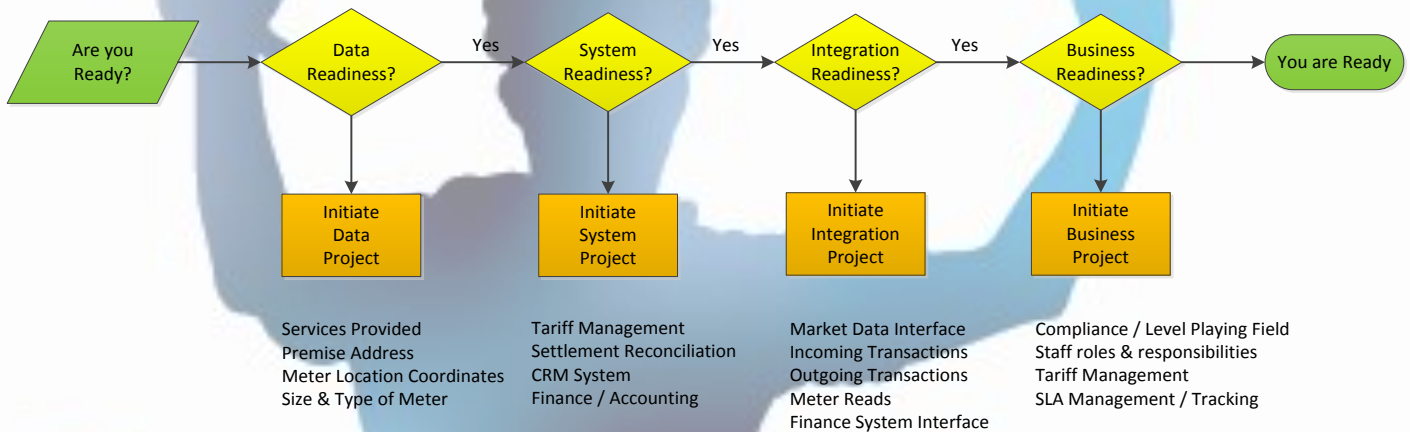 Are you
Ready?
Data
Readiness?
Yes
System
Readiness?
Yes
Integration
Readiness?
Yes
Business
Readiness?
You are Ready
Initiate
Data
Project
Initiate
System
Project
Initiate
Integration
Project
Initiate
Business
Project
Services Provided
Premise Address
Meter Location Coordinates
Size & Type of Meter
Tariff Management
Settlement Reconciliation
CRM System
Finance / Accounting
Market Data Interface
Incoming Transactions
Outgoing Transactions
Meter Reads
Finance System Interface
Compliance / Level Playing Field
Staff roles & responsibilities
Tariff Management
SLA Management / Tracking